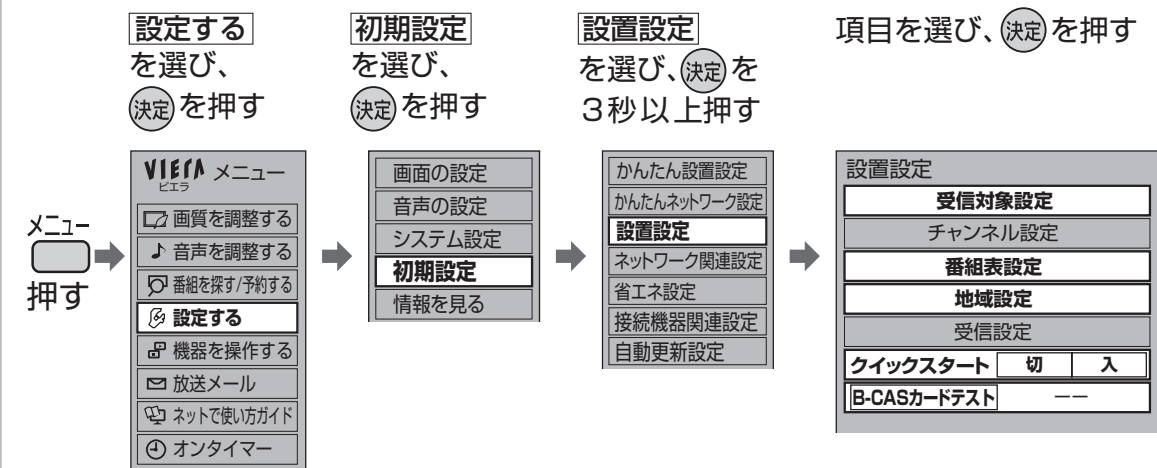 設定する
を選び、
決定を押す
初期設定
を選び、
決定を押す
設置設定
を選び、決定を
3秒以上押す
項目を選び、決定を押す
メニュー
押す
VIERA メニュー
ビエラ
画質を調整する
音声を調整する
番組を探す/予約する
設定する
機器を操作する
放送メール
ネットで使い方ガイド
オンタイマー
画面の設定
音声の設定
システム設定
初期設定
情報を見る
かんたん設置設定
かんたんネットワーク設定
設置設定
ネットワーク関連設定
省エネ設定
接続機器関連設定
自動更新設定
設置設定
受信対象設定
チャンネル設定
番組表設定
地域設定
受信設定
クイックスタート 切 入
B-CASカードテスト ーー